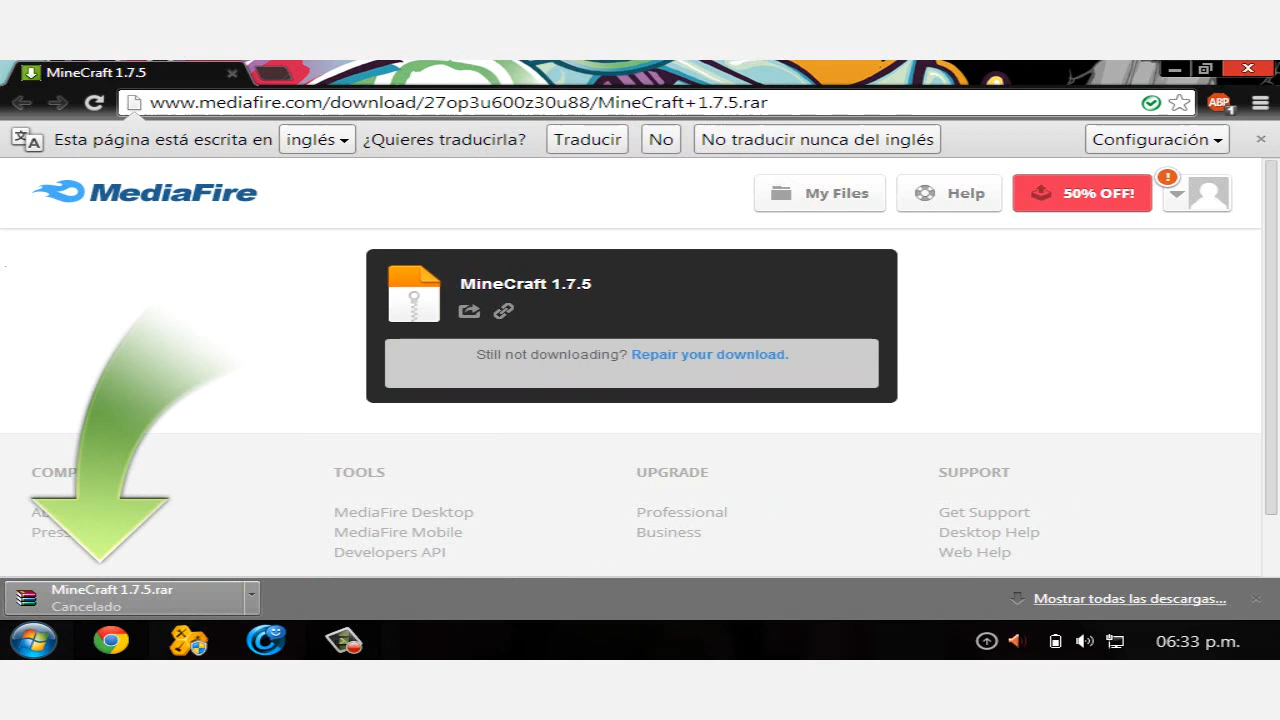 MineCraft 1.7.5
www.mediafire.com/download/27op3u600z30u88/MineCraft+1.7.5.rar
ABP
1
Esta página está escrita en inglés ¿Quieres traducirla? Traducir No No traducir nunca del inglés Configuración
MediaFire
My Files Help 50% OFF! !
MineCraft 1.7.5
Still not downloading? Repair your download.
TOOLS UPGRADE SUPPORT
MediaFire Desktop Professional Get Support
Press MediaFire Mobile Business Desktop Help
Developers API Web Help
MineCraft 1.7.5.rar
Cancelado
Mostrar todas las descargas...
06:33 p.m.